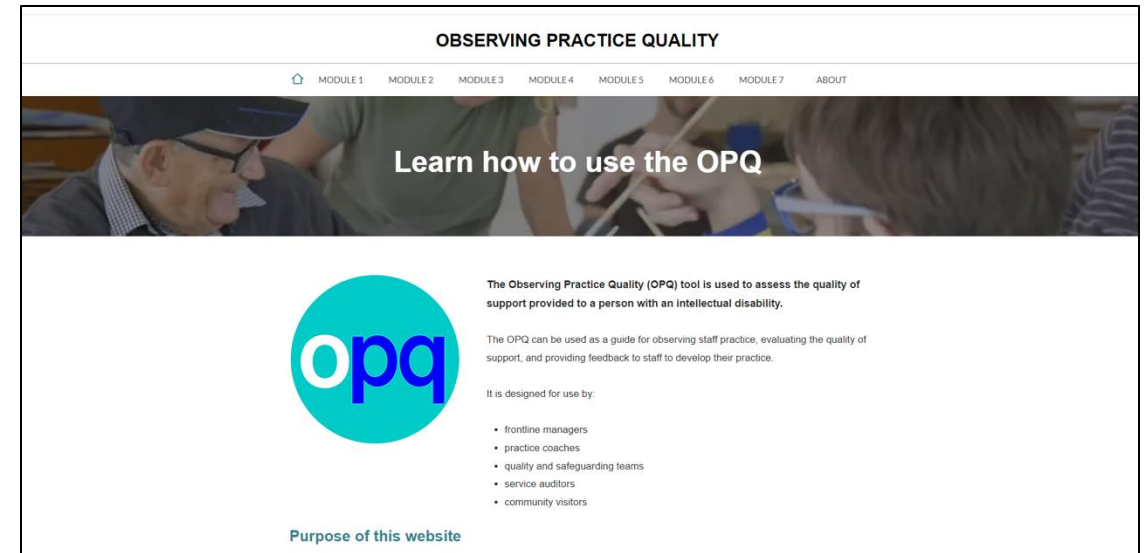 OBSERVING PRACTICE QUALITY
MODULE 1 MODULE 2 MODULE 3 MODULE 4 MODULE 5 MODULE 6 MODULE 7 ABOUT
Learn how to use the OPQ
opq
The Observing Practice Quality (OPQ) tool is used to assess the quality of
support provided to a person with an intellectual disability.
The OPQ can be used as a guide for observing staff practice, evaluating the quality of
support, and providing feedback to staff to develop their practice.
It is designed for use by:
• frontline managers
• practice coaches
• quality and safeguarding teams
• service auditors
• community visitors
Purpose of this website